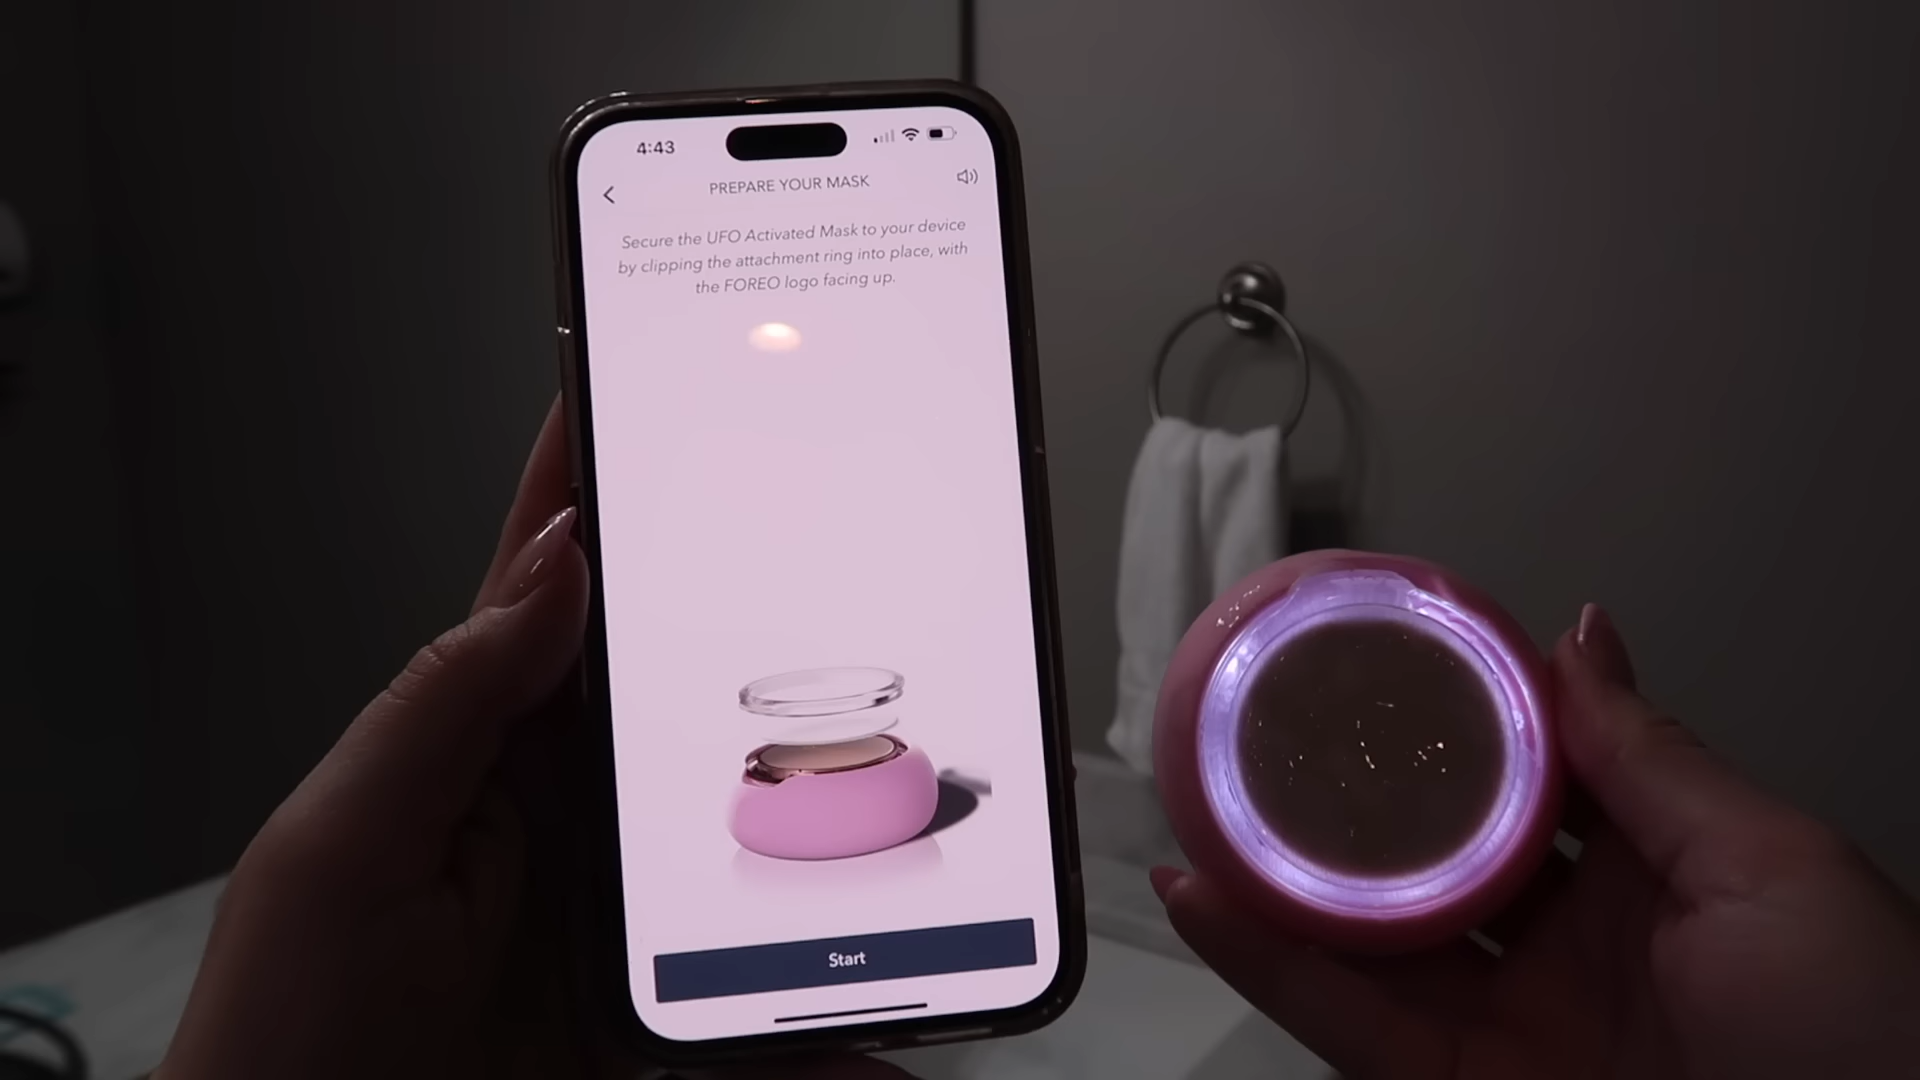 4:43
PREPARE YOUR MASK
Secure the UFO Activated Mask to your device
by clipping the attachment ring into place, with
the FOREO logo facing up.
Start